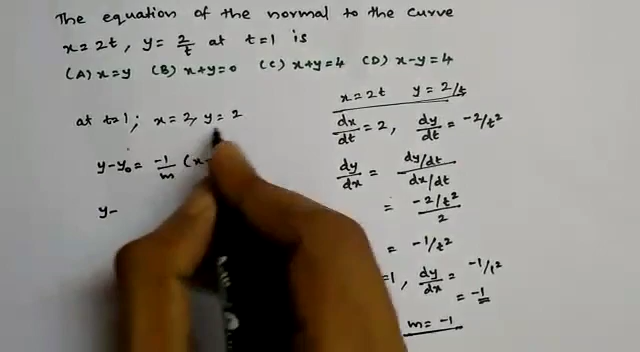 The equation of the normal to the curve
x=2t, y= 2/t at t=1 is
(A) x=y (B) x+y=0 (C) x+y=4 (D) x-y=4
at t=1; x=2, y=2
y-y₀ = -1/m (x-
y-
x=2t y=2/t
dx/dt = 2, dy/dt = -2/t²
dy/dx = dy/dt / dx/dt
= -2/t² / 2
= -1/t²
=1, dy/dx = -1/1²
= -1
m = -1